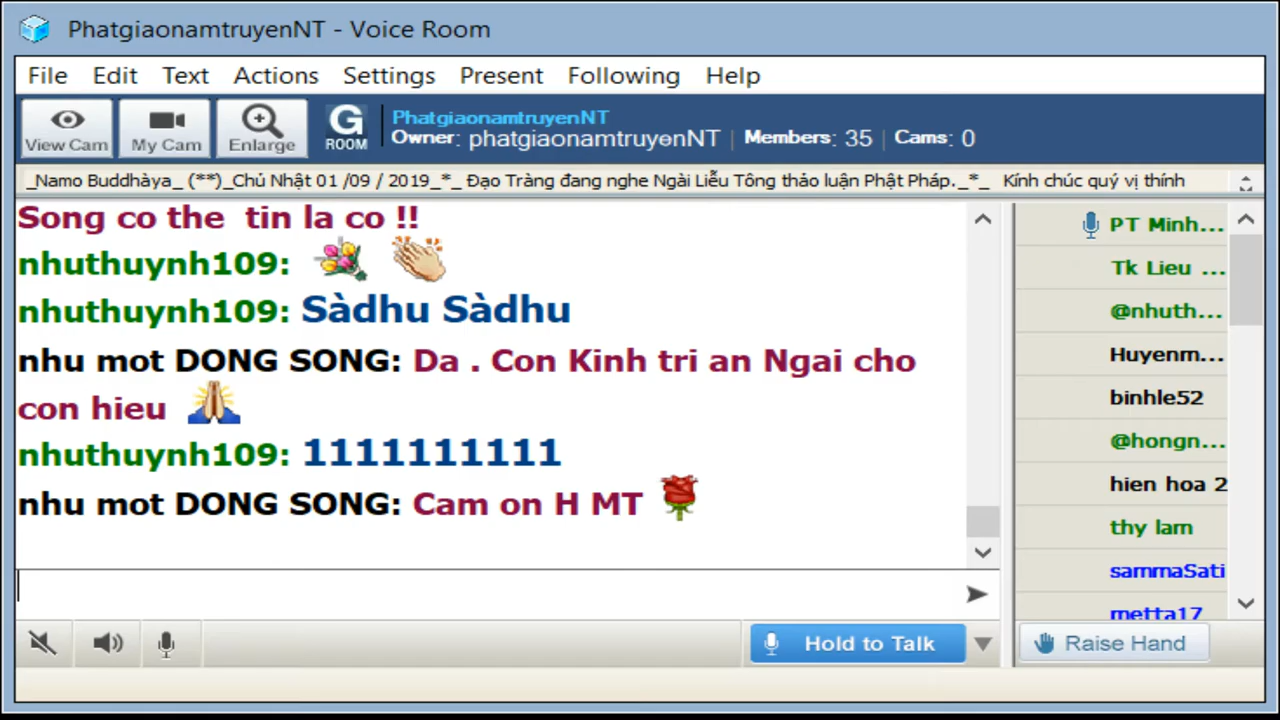 PhatgiaonamtruyenNT - Voice Room
File Edit Text Actions Settings Present Following Help
View Cam My Cam Enlarge G ROOM
PhatgiaonamtruyenNT
Owner: phatgiaonamtruyenNT | Members: 35 | Cams: 0
_Namo Buddhàya_ (**)_Chủ Nhật 01 /09 / 2019_*_ Đạo Tràng đang nghe Ngài Liễu Tông thảo luận Phật Pháp._*_ Kính chúc quý vị thính
Song co the tin la co !!
nhuthuynh109:
nhuthuynh109: Sàdhu Sàdhu
nhu mot DONG SONG: Da . Con Kinh tri an Ngai cho
con hieu
nhuthuynh109: 1111111111
nhu mot DONG SONG: Cam on H MT
PT Minh...
Tk Lieu ...
@nhuth...
Huyenm...
binhle52
@hongn...
hien hoa 2
thy lam
sammaSati
metta17
Hold to Talk
Raise Hand